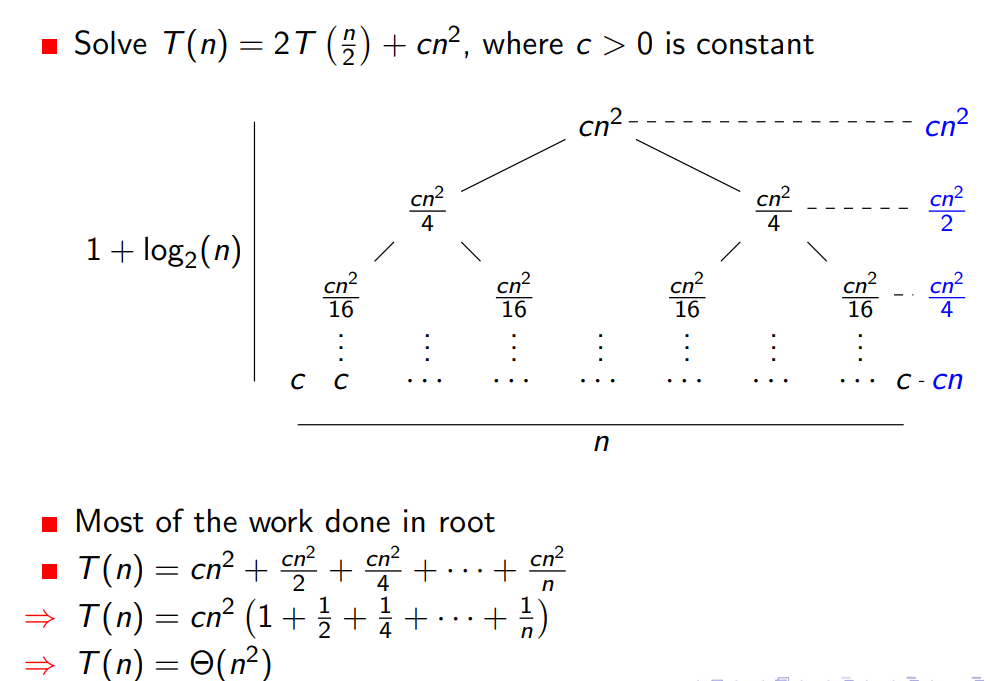 Solve T(n) = 2T(n/2) + cn², where c > 0 is constant
cn² cn²
cn²/4 cn²/4 cn²/2
1 + log₂(n)
cn²/16 cn²/16 cn²/16 cn²/16 cn²/4
⋮ ⋮ ⋮ ⋮ ⋮ ⋮ ⋮
c c ⋯ ⋯ ⋯ ⋯ ⋯ ⋯ c cn
n
Most of the work done in root
T(n) = cn² + cn²/2 + cn²/4 + ⋯ + cn²/n
⇒ T(n) = cn² (1 + 1/2 + 1/4 + ⋯ + 1/n)
⇒ T(n) = Θ(n²)